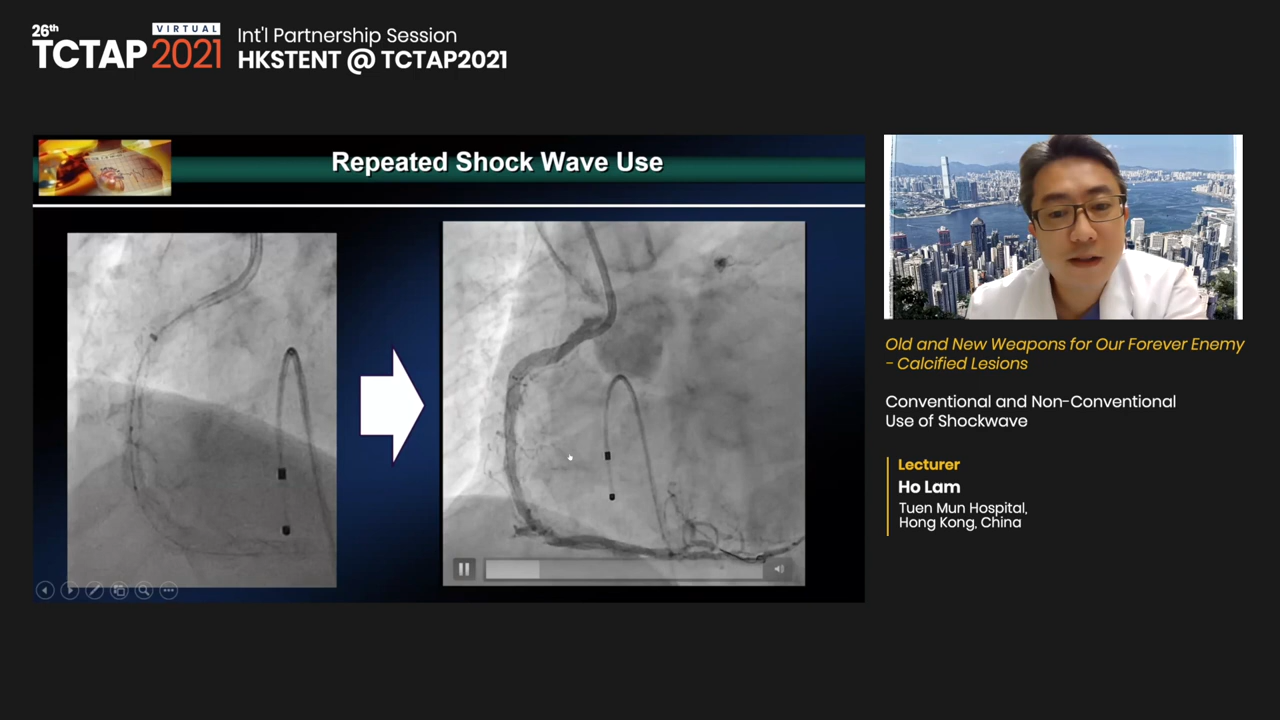 26th
TCTAP
VIRTUAL
2021
Int'l Partnership Session
HKSTENT @ TCTAP2021
Repeated Shock Wave Use
Old and New Weapons for Our Forever Enemy
- Calcified Lesions
Conventional and Non-Conventional
Use of Shockwave
Lecturer
Ho Lam
Tuen Mun Hospital,
Hong Kong, China